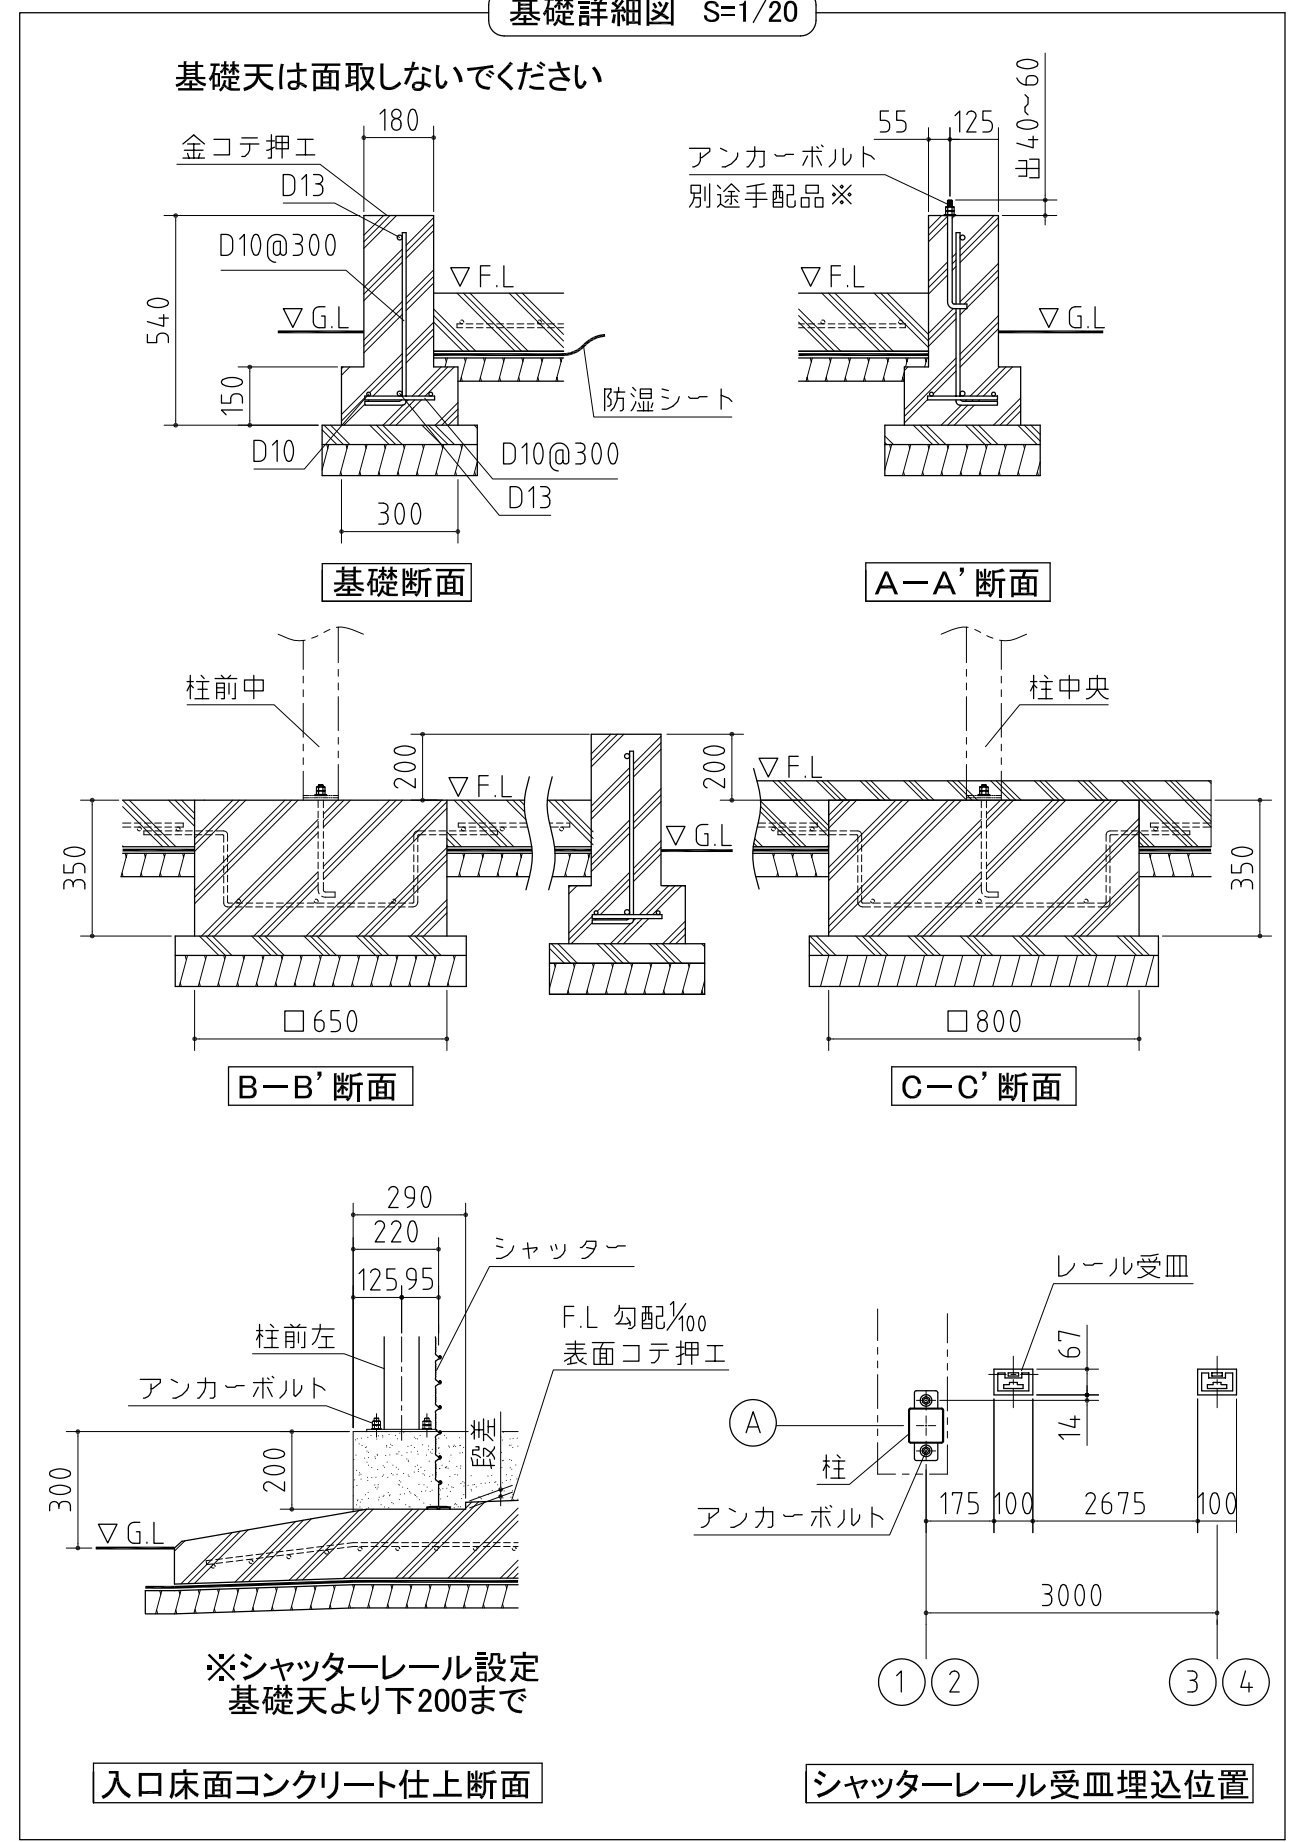 基礎詳細図 S=1/20
基礎天は面取しないでください
180
金コテ押エ
D13
D10@300
▽F.L
▽G.L
540
150
防湿シート
D10
D10@300
D13
300
基礎断面
55
125
出40～60
アンカーボルト
別途手配品※
▽F.L
▽G.L
A－A’断面
柱前中
200
▽F.L
▽G.L
350
□650
B－B’断面
柱中央
200
▽F.L
350
□800
C－C’断面
290
220
125
95
シャッター
柱前左
F.L 勾配1/100
表面コテ押エ
アンカーボルト
段差
300
200
▽G.L
※シャッターレール設定
基礎天より下200まで
入口床面コンクリート仕上断面
レール受皿
67
14
A
柱
アンカーボルト
175
100
2675
100
3000
1
2
3
4
シャッターレール受皿埋込位置